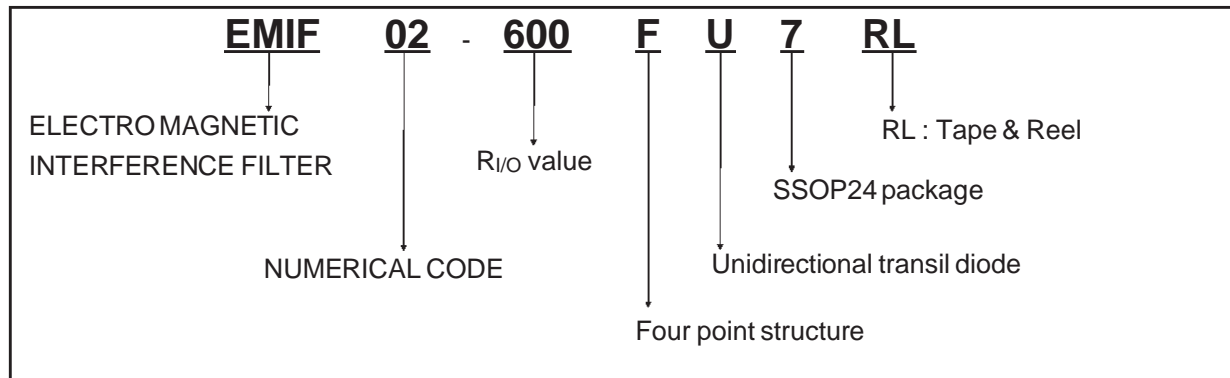 EMIF 02 - 600 F U 7 RL
ELECTRO MAGNETIC
INTERFERENCE FILTER
RI/O value
RL : Tape & Reel
SSOP24 package
NUMERICAL CODE
Unidirectional transil diode
Four point structure